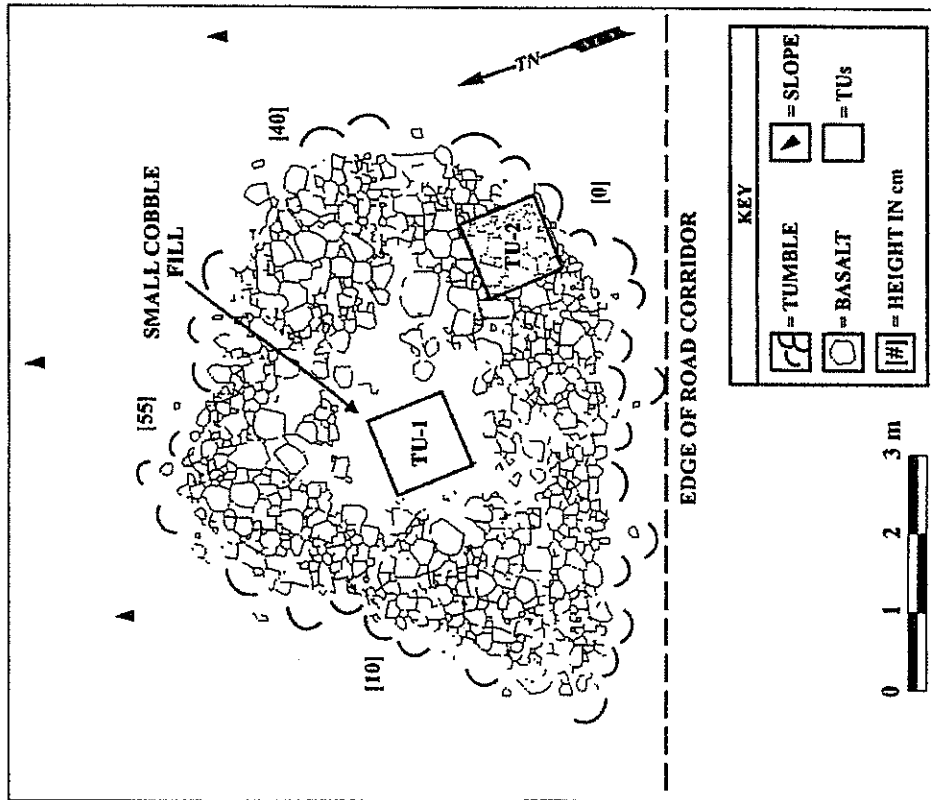 SMALL COBBLE
FILL
TN
[40]
[55]
[10]
[0]
TU-1
TU-2
EDGE OF ROAD CORRIDOR
0 1 2 3 m
KEY
= TUMBLE
= SLOPE
= BASALT
= TUs
[#] = HEIGHT IN cm